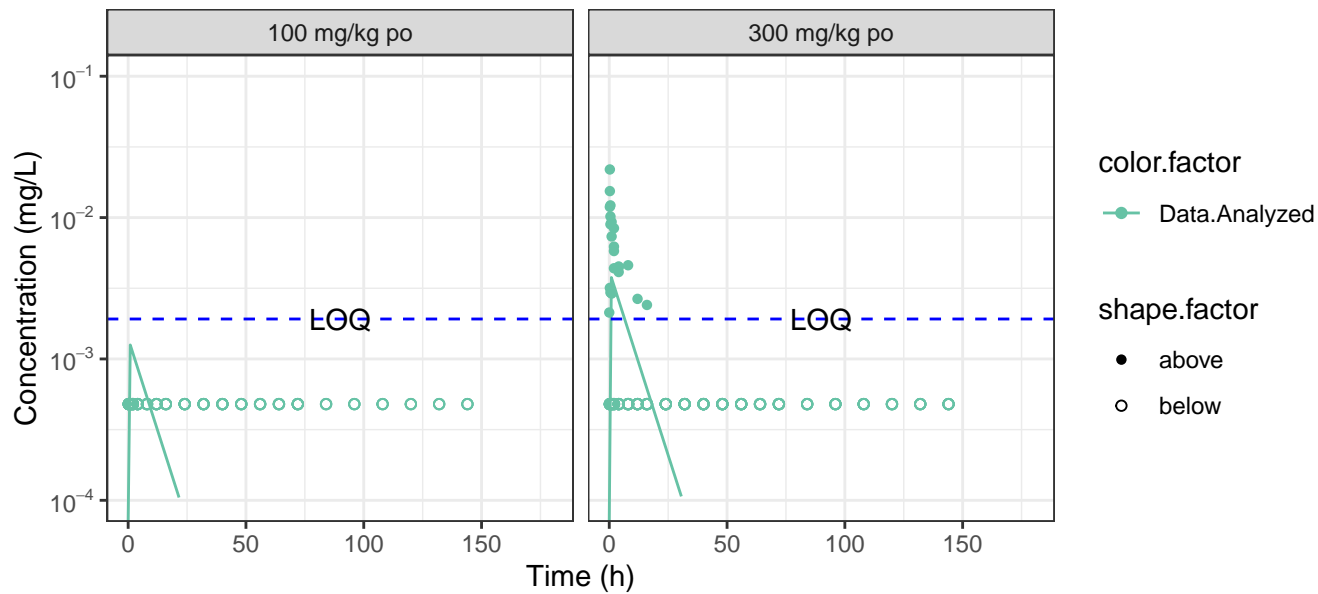 100 mg/kg po
300 mg/kg po
Concentration (mg/L)
10⁻¹
10⁻²
10⁻³
10⁻⁴
LOQ
LOQ
0 50 100 150
0 50 100 150
Time (h)
color.factor
Data.Analyzed
shape.factor
above
below